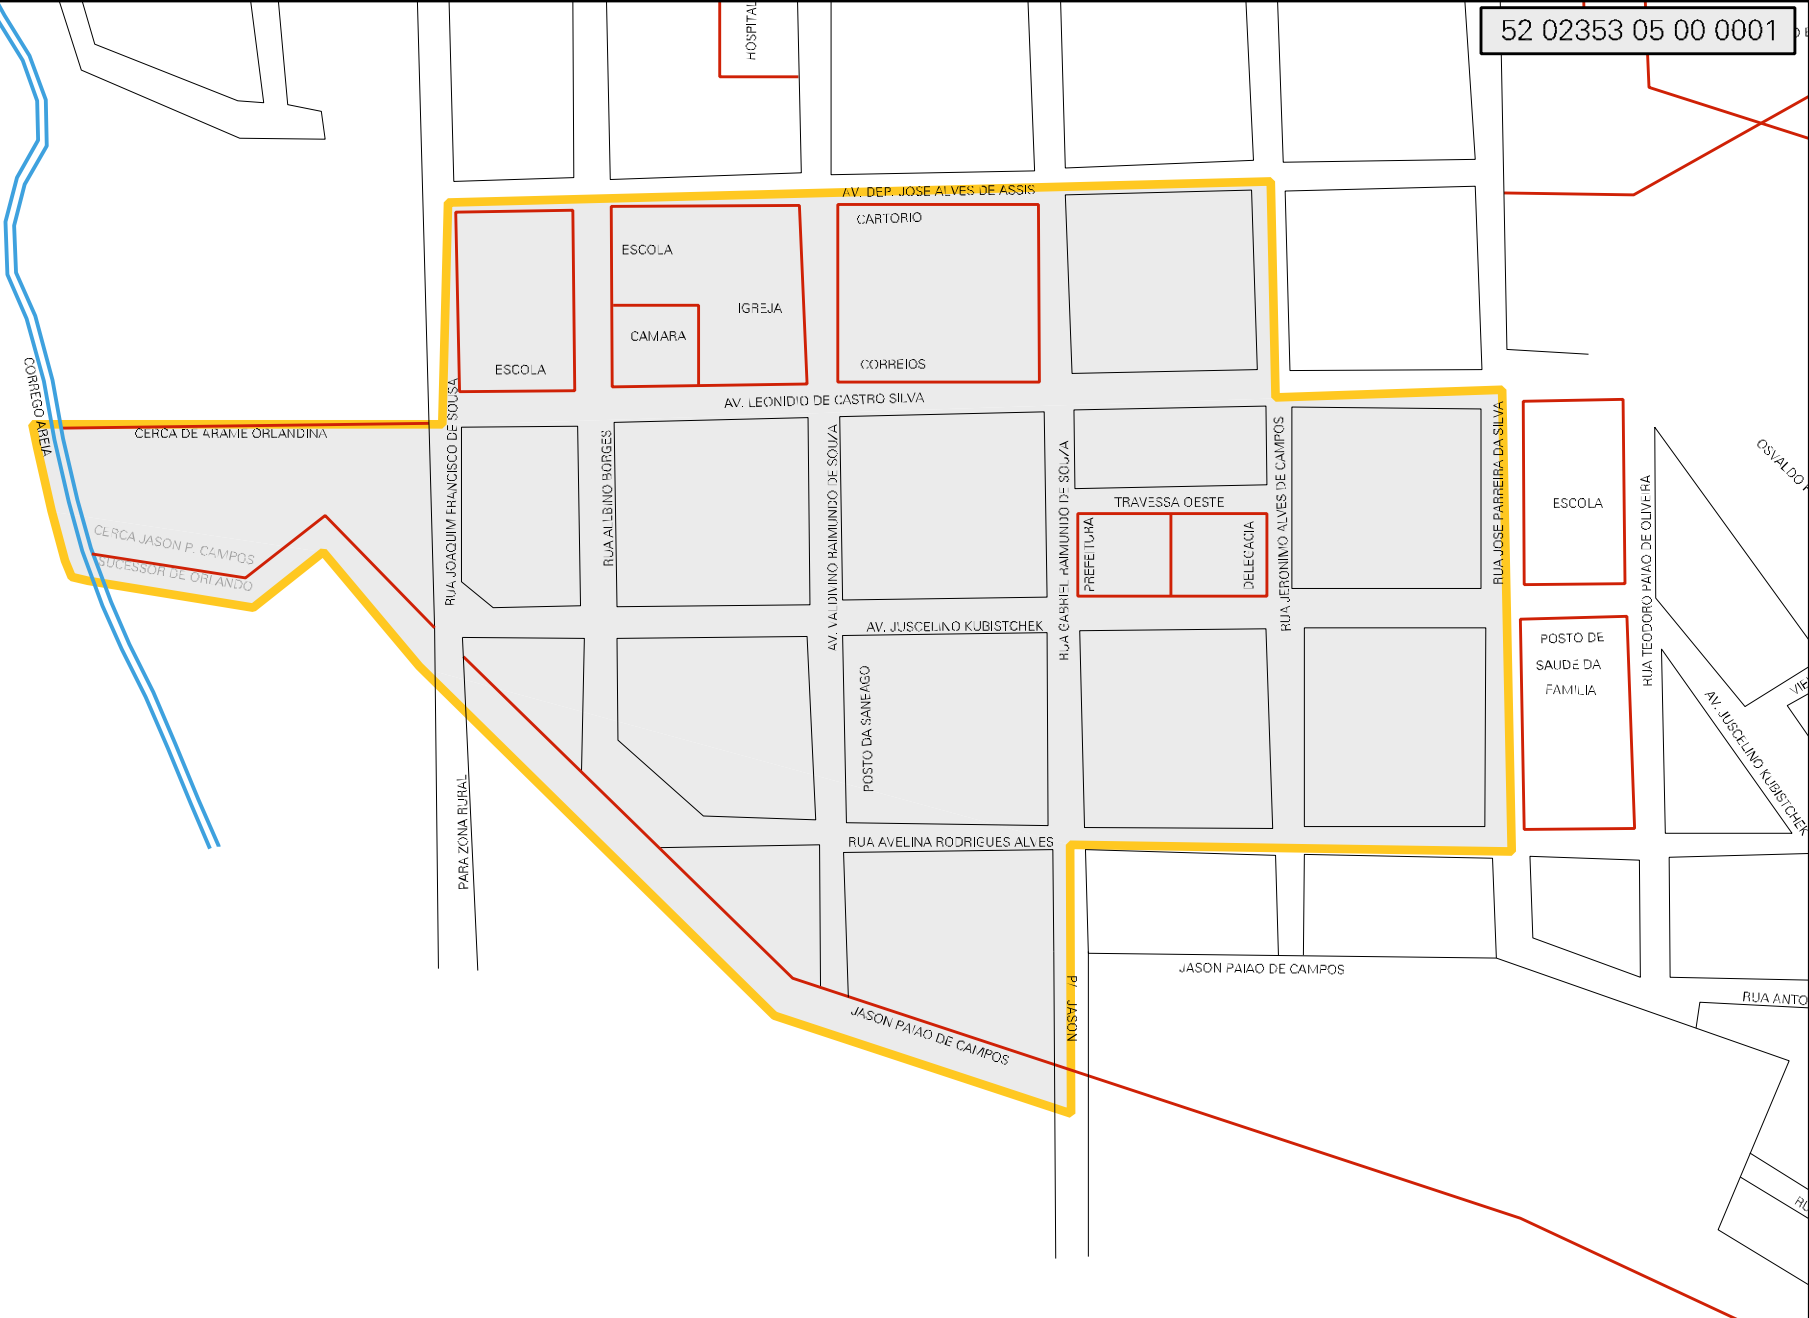 HOSPITAL
52 02353 05 00 0001
AV. DEP. JOSE ALVES DE ASSIS
CARTORIO
ESCOLA
IGREJA
CAMARA
CORREIOS
ESCOLA
AV. LEONIDIO DE CASTRO SILVA
CORREGO AREIA
CERCA DE ARAME ORLANDINA
RUA JOAQUIM FRANCISCO DE SOUSA
RUA ALLBINO BORGES
AV. VALDIVINO RAIMUNDO DE SOUZA
RUA GABRIEL RAIMUNDO DE SOUZA
RUA JERONIMO ALVES DE CAMPOS
RUA JOSE PARREIRA DA SILVA
RUA TEODORO PAIAO DE OLIVEIRA
OSVALDO
TRAVESSA OESTE
ESCOLA
PREFEITURA
DELEGACIA
CERCA JASON P. CAMPOS
SUCESSOR DE ORLANDO
AV. JUSCELINO KUBISTCHEK
POSTO DE
SAUDE DA
FAMILIA
POSTO DA SANEAGO
AV. JUSCELINO KUBISTCHEK
PARA ZONA RURAL
RUA AVELINA RODRIGUES ALVES
JASON PAIAO DE CAMPOS
P/ JASON
RUA ANTO
JASON PAIAO DE CAMPOS